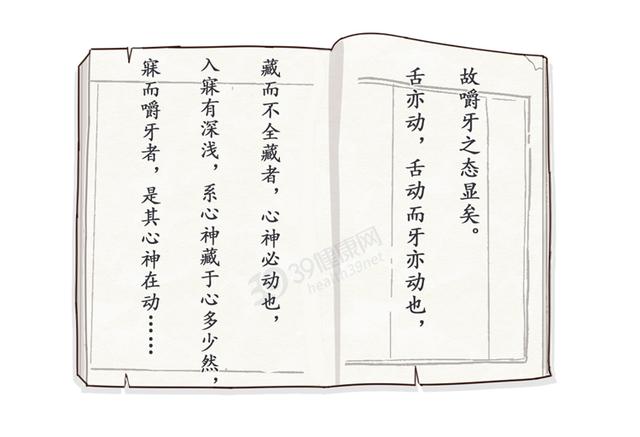 寐而嚼牙者，是其心神在动……
入寐有深浅，系心神藏于心多少然，
藏而不全藏者，心神必动也，
舌亦动，舌动而牙亦动也，
故嚼牙之态显矣。
39健康网
health39net